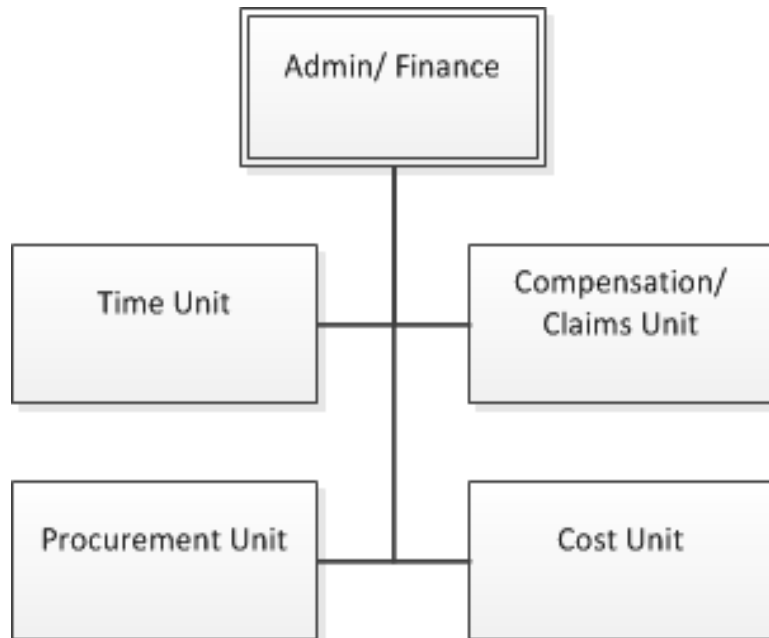 Admin/ Finance
Time Unit
Compensation/
Claims Unit
Procurement Unit
Cost Unit